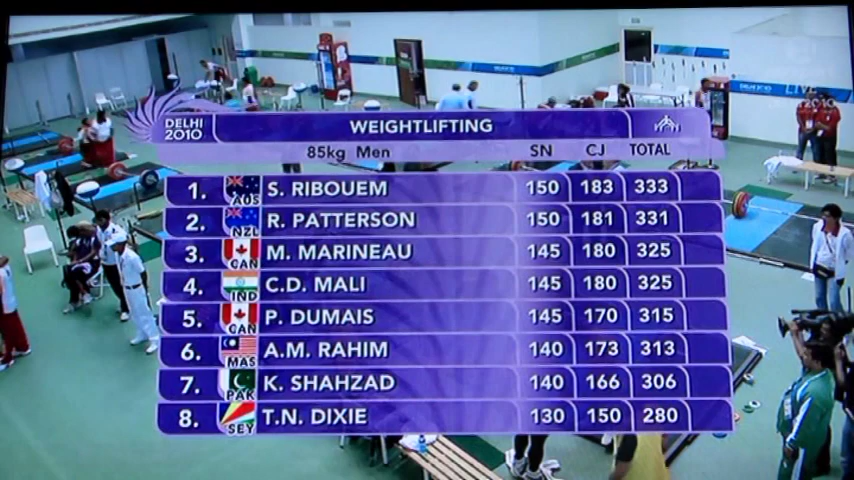 DELHI 2010 WEIGHTLIFTING
85kg Men SN CJ TOTAL
1. AUS S. RIBOUEM 150 183 333
2. NZL R. PATTERSON 150 181 331
3. CAN M. MARINEAU 145 180 325
4. IND C.D. MALI 145 180 325
5. CAN P. DUMAIS 145 170 315
6. MAS A.M. RAHIM 140 173 313
7. PAK K. SHAHZAD 140 166 306
8. SEY T.N. DIXIE 130 150 280
LIVE